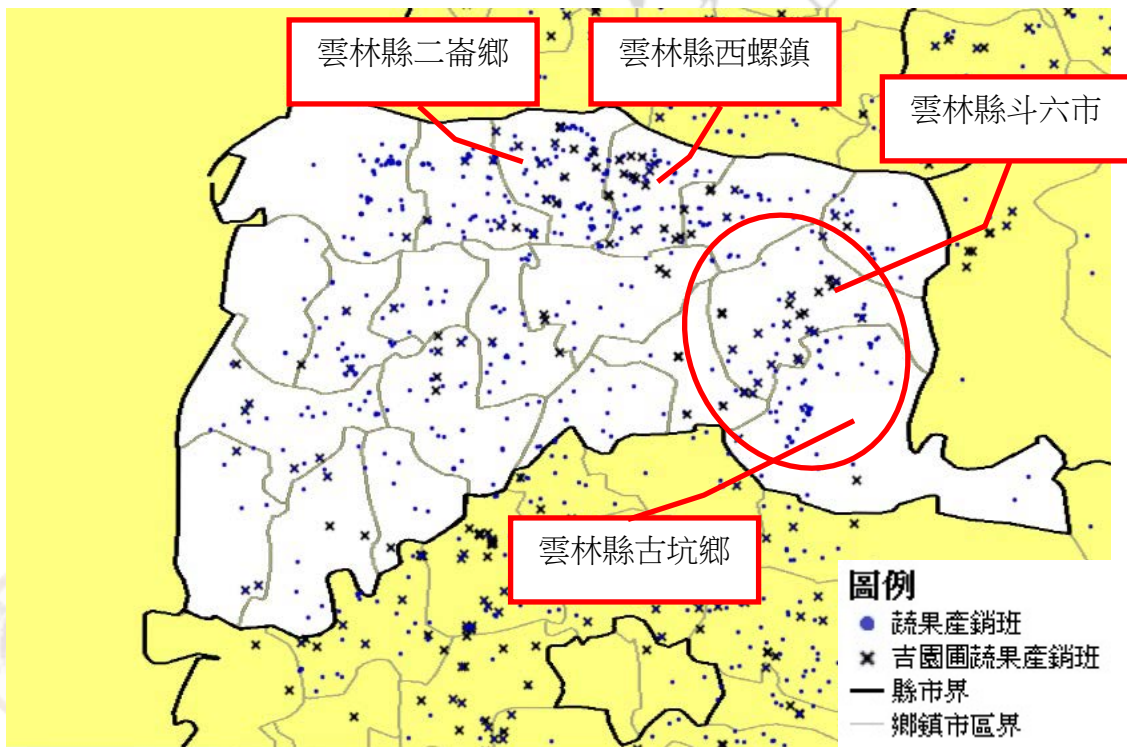 雲林縣二崙鄉
雲林縣西螺鎮
雲林縣斗六市
雲林縣古坑鄉
圖例
蔬果產銷班
吉園圃蔬果產銷班
縣市界
鄉鎮市區界